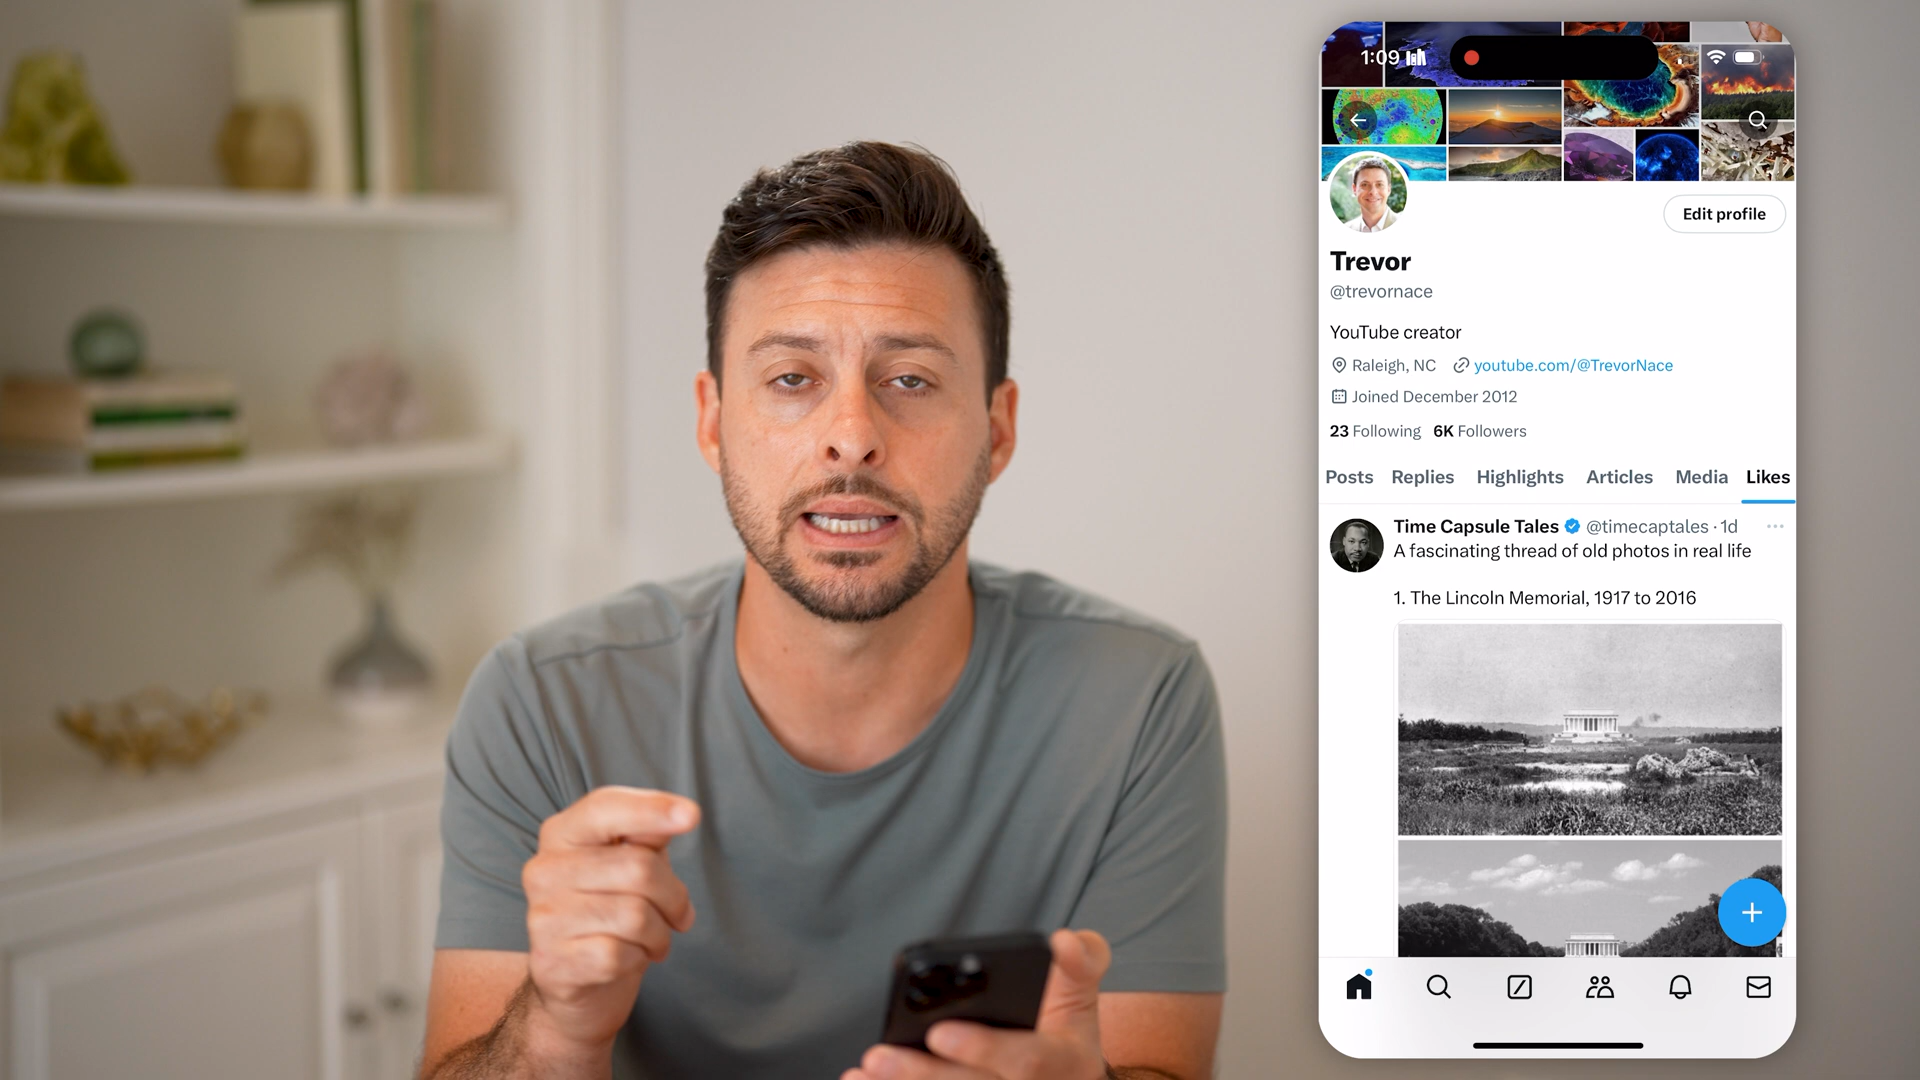 1:09
Edit profile
Trevor
@trevornace
YouTube creator
Raleigh, NC youtube.com/@TrevorNace
Joined December 2012
23 Following 6K Followers
Posts Replies Highlights Articles Media Likes
Time Capsule Tales @timecaptales · 1d
A fascinating thread of old photos in real life
1. The Lincoln Memorial, 1917 to 2016